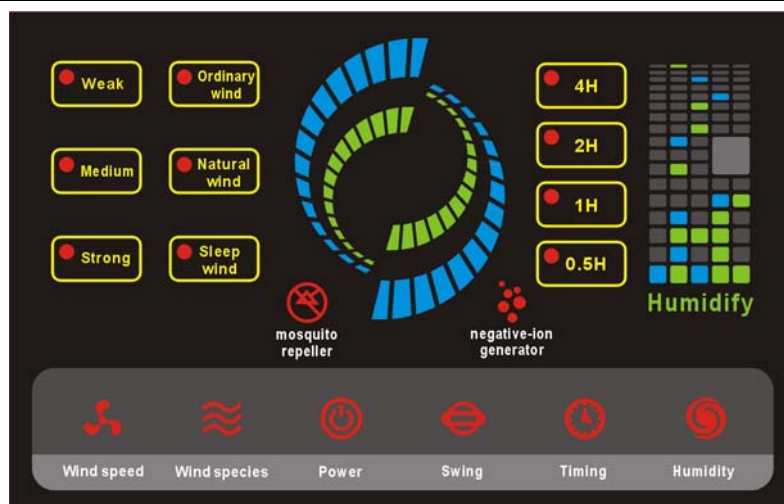 Weak
Ordinary
wind
4H
Medium
Natural
wind
2H
1H
Strong
Sleep
wind
0.5H
Humidify
mosquito
repeller
negative-ion
generator
Wind speed
Wind species
Power
Swing
Timing
Humidity